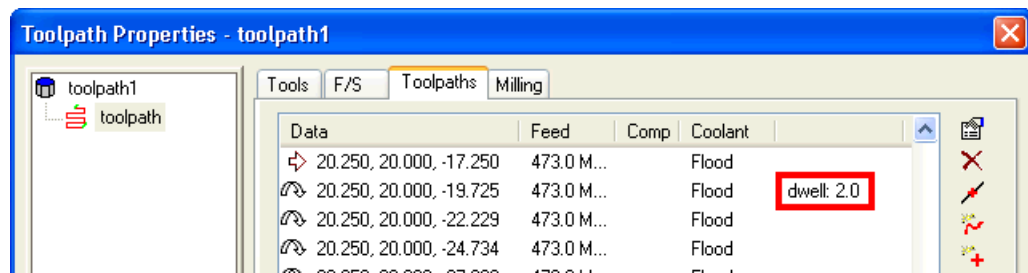 Toolpath Properties - toolpath1
toolpath1
toolpath
Tools F/S Toolpaths Milling
Data Feed Comp Coolant
20.250, 20.000, -17.250 473.0 M... Flood
20.250, 20.000, -19.725 473.0 M... Flood dwell: 2.0
20.250, 20.000, -22.229 473.0 M... Flood
20.250, 20.000, -24.734 473.0 M... Flood